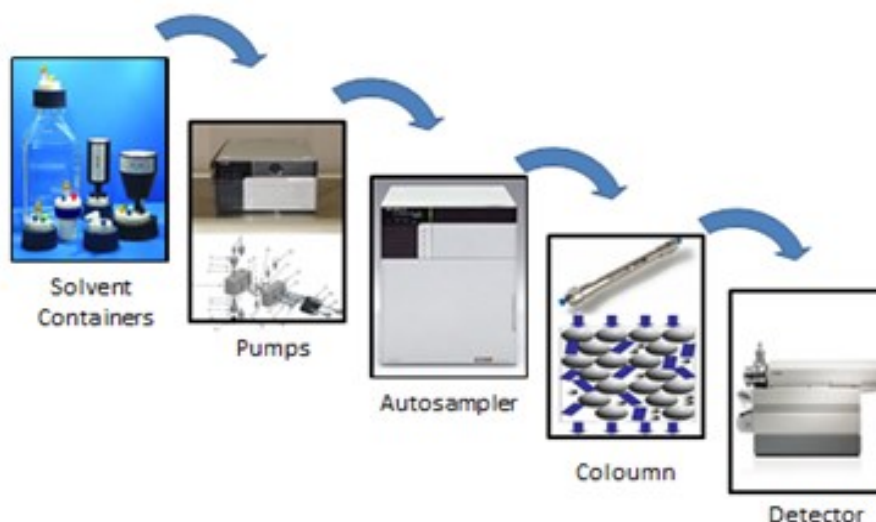 Solvent
Containers
Pumps
Autosampler
Coloumn
Detector